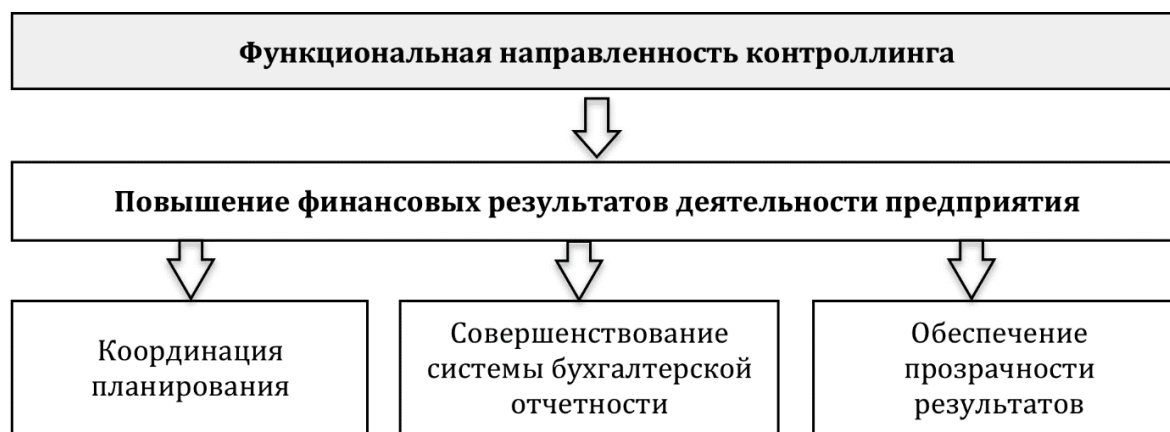 Функциональная направленность контроллинга
Повышение финансовых результатов деятельности предприятия
Координация
планирования
Совершенствование
системы бухгалтерской
отчетности
Обеспечение
прозрачности
результатов